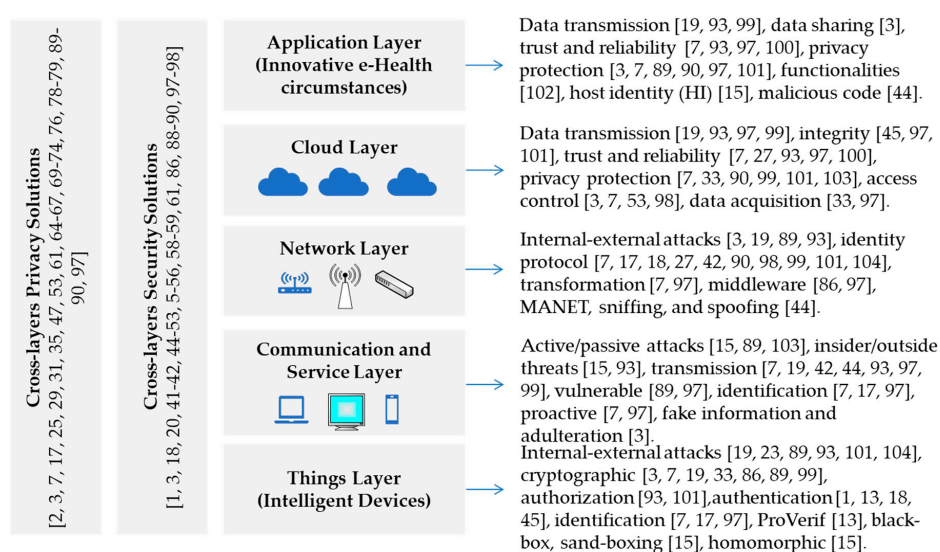 Cross-layers Privacy Solutions
[2, 3, 7, 17, 25, 29, 31, 35, 47, 53, 61, 64-67, 69-74, 76, 78-79, 89-
90, 97]
Cross-layers Security Solutions
[1, 3, 18, 20, 41-42, 44-53, 5-56, 58-59, 61, 86, 88-90, 97-98]
Application Layer
(Innovative e-Health
circumstances)
Data transmission [19, 93, 99], data sharing [3],
trust and reliability [7, 93, 97, 100], privacy
protection [3, 7, 89, 90, 97, 101], functionalities
[102], host identity (HI) [15], malicious code [44].
Cloud Layer
Data transmission [19, 93, 97, 99], integrity [45, 97,
101], trust and reliability [7, 27, 93, 97, 100],
privacy protection [7, 33, 90, 99, 101, 103], access
control [3, 7, 53, 98], data acquisition [33, 97].
Network Layer
Internal-external attacks [3, 19, 89, 93], identity
protocol [7, 17, 18, 27, 42, 90, 98, 99, 101, 104],
transformation [7, 97], middleware [86, 97],
MANET, sniffing, and spoofing [44].
Communication and
Service Layer
Active/passive attacks [15, 89, 103], insider/outside
threats [15, 93], transmission [7, 19, 42, 44, 93, 97,
99], vulnerable [89, 97], identification [7, 17, 97],
proactive [7, 97], fake information and
adulteration [3].
Things Layer
(Intelligent Devices)
Internal-external attacks [19, 23, 89, 93, 101, 104],
cryptographic [3, 7, 19, 33, 86, 89, 99],
authorization [93, 101],authentication [1, 13, 18,
45], identification [7, 17, 97], ProVerif [13], black-
box, sand-boxing [15], homomorphic [15].